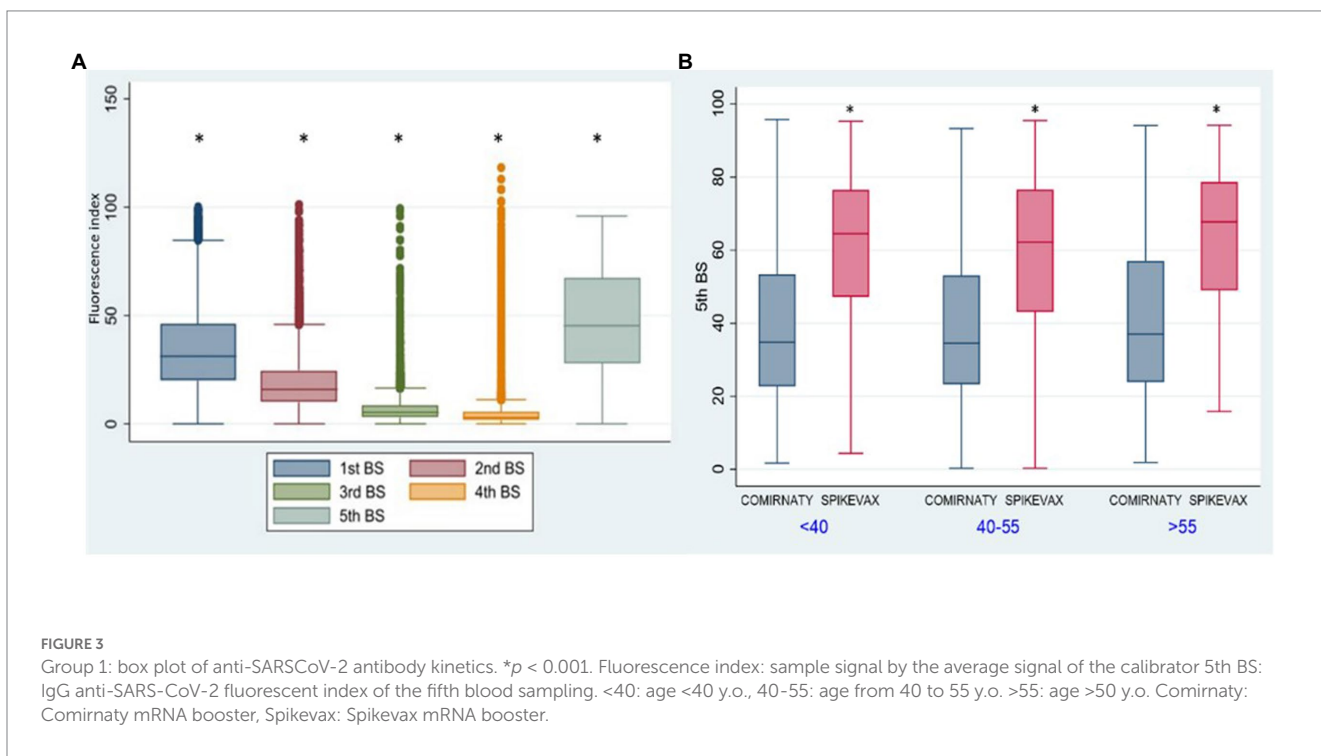 A
B
150
100
50
0
Fluorescence index
* * * * *
1st BS 2nd BS
3rd BS 4th BS
5th BS
100
80
60
40
20
0
5th BS
* * *
COMIRNATY SPIKEVAX COMIRNATY SPIKEVAX COMIRNATY SPIKEVAX
<40 40-55 >55
FIGURE 3
Group 1: box plot of anti-SARSCoV-2 antibody kinetics. *p < 0.001. Fluorescence index: sample signal by the average signal of the calibrator 5th BS:
IgG anti-SARS-CoV-2 fluorescent index of the fifth blood sampling. <40: age <40 y.o., 40-55: age from 40 to 55 y.o. >55: age >50 y.o. Comirnaty:
Comirnaty mRNA booster, Spikevax: Spikevax mRNA booster.